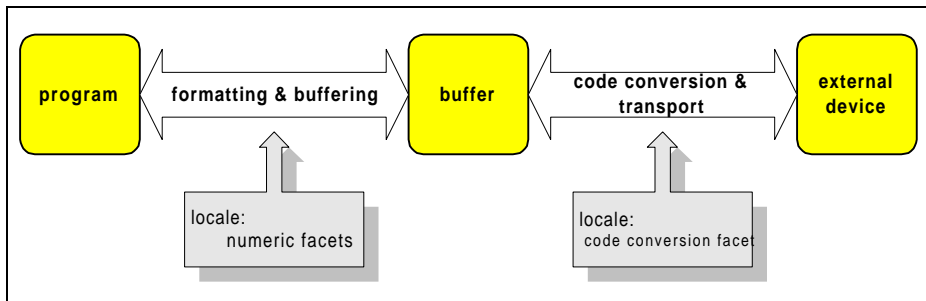 program
formatting & buffering
buffer
code conversion &
transport
external
device
locale:
numeric facets
locale:
code conversion facet